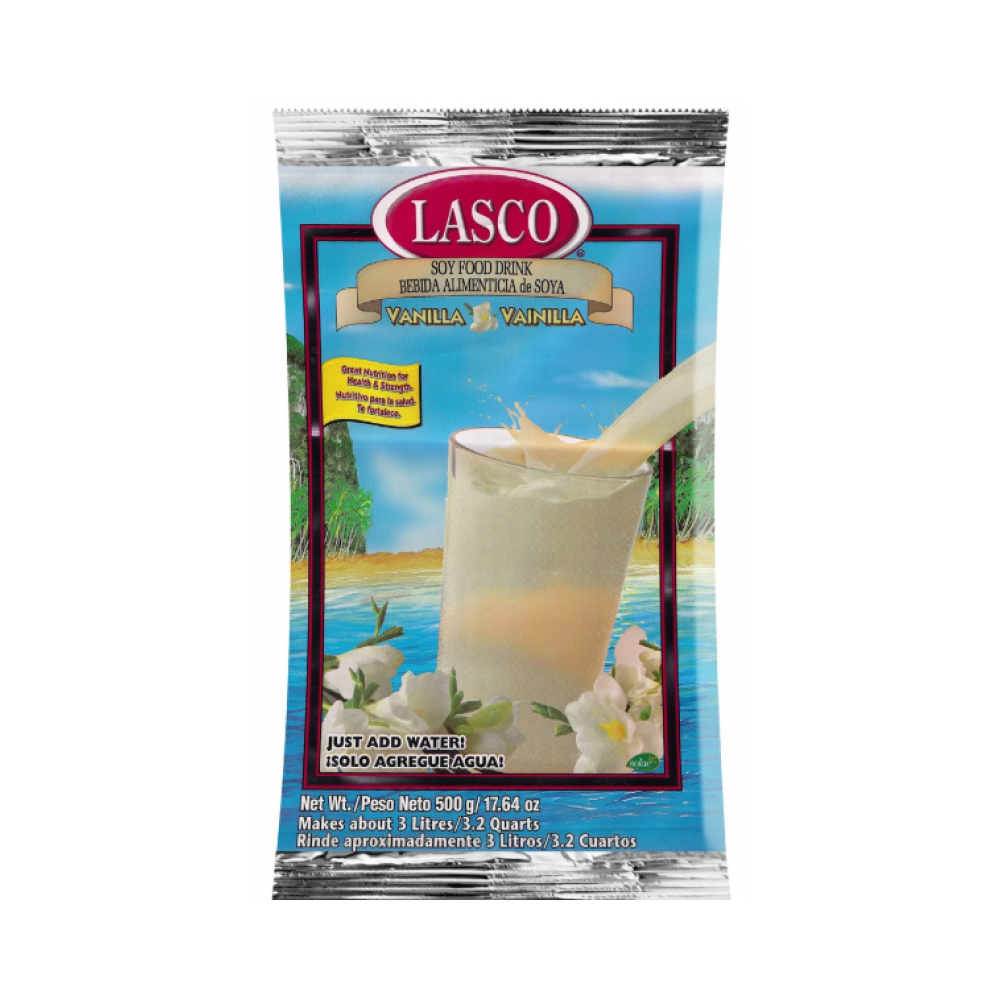 LASCO
®
SOY FOOD DRINK
BEBIDA ALIMENTICIA de SOYA
VANILLA VAINILLA
Great Nutrition for
Health & Strength.
Nutritivo para la salud.
Te fortalece.
JUST ADD WATER!
¡SOLO AGREGUE AGUA!
Net Wt./Peso Neto 500 g/17.64 oz
Makes about 3 Litres/3.2 Quarts
Rinde aproximadamente 3 Litros/3.2 Cuartos